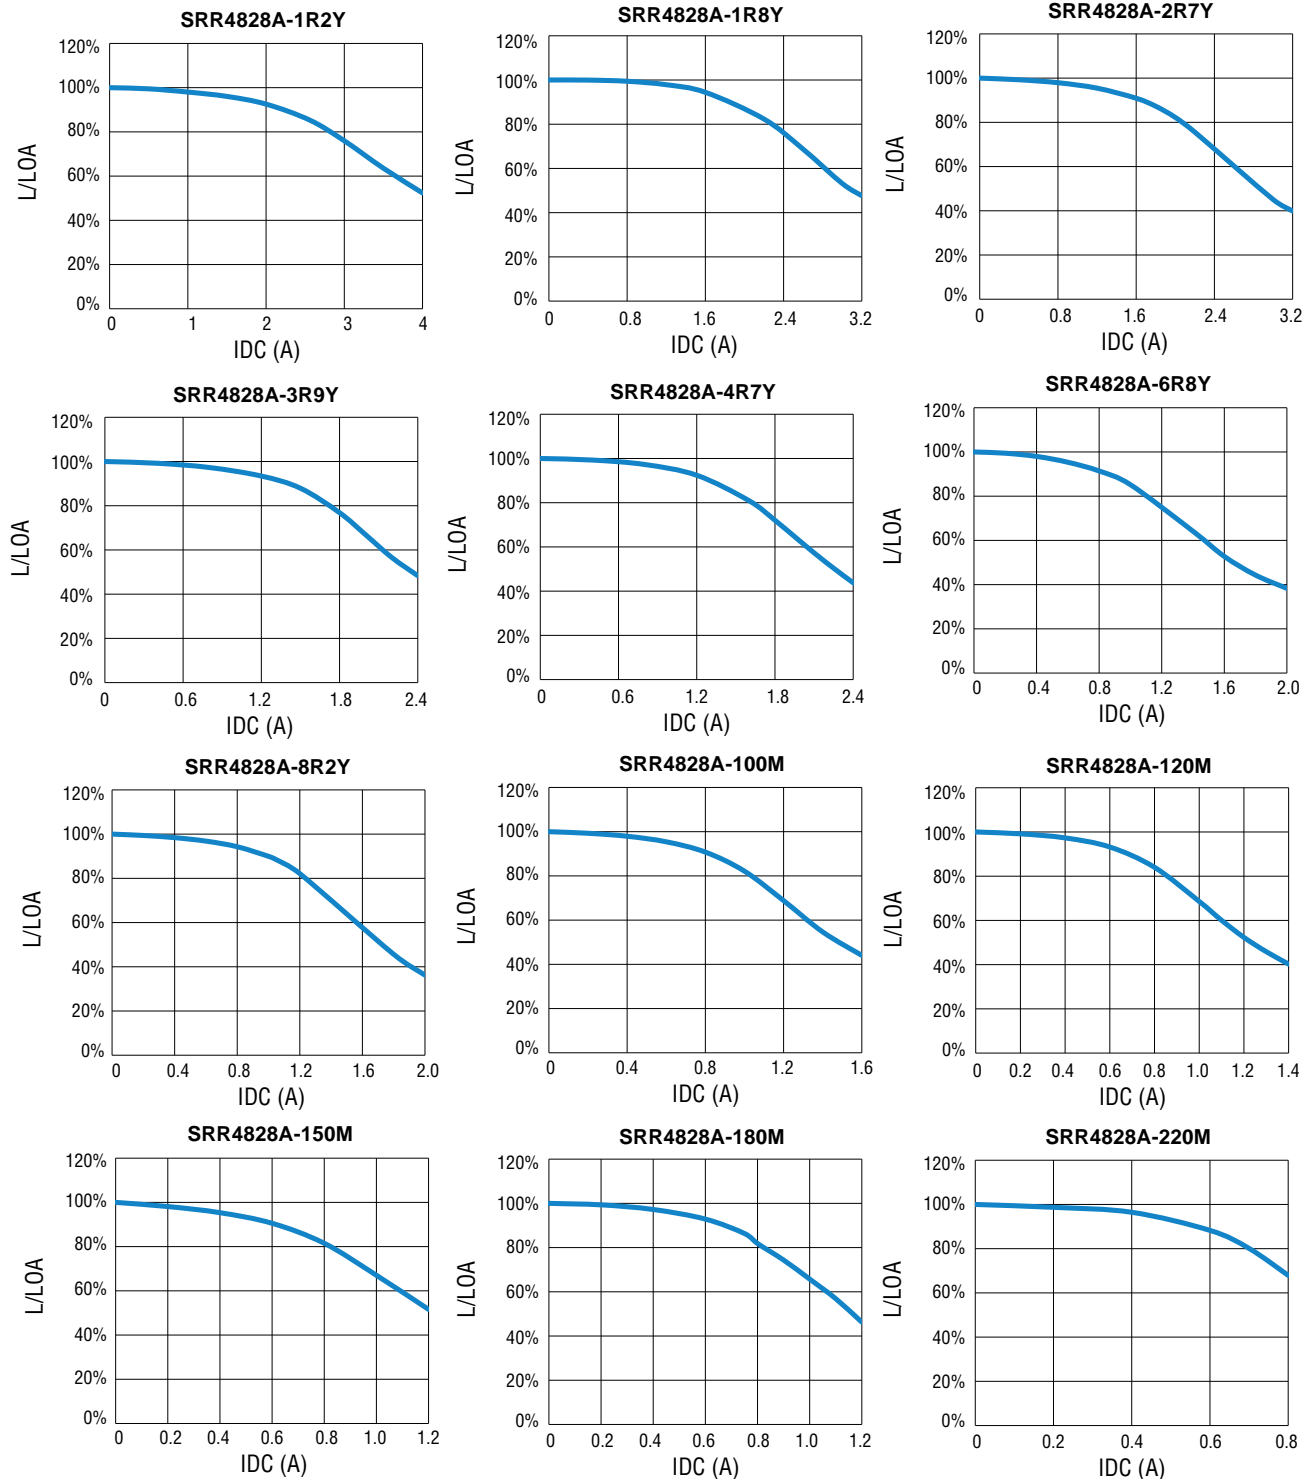 SRR4828A-1R2Y
120%
100%
80%
60%
40%
20%
0%
L/LOA
0 1 2 3 4
IDC (A)
SRR4828A-1R8Y
120%
100%
80%
60%
40%
20%
0%
L/LOA
0 0.8 1.6 2.4 3.2
IDC (A)
SRR4828A-2R7Y
120%
100%
80%
60%
40%
20%
0%
L/LOA
0 0.8 1.6 2.4 3.2
IDC (A)
SRR4828A-3R9Y
120%
100%
80%
60%
40%
20%
0%
L/LOA
0 0.6 1.2 1.8 2.4
IDC (A)
SRR4828A-4R7Y
120%
100%
80%
60%
40%
20%
0%
L/LOA
0 0.6 1.2 1.8 2.4
IDC (A)
SRR4828A-6R8Y
120%
100%
80%
60%
40%
20%
0%
L/LOA
0 0.4 0.8 1.2 1.6 2.0
IDC (A)
SRR4828A-8R2Y
120%
100%
80%
60%
40%
20%
0%
L/LOA
0 0.4 0.8 1.2 1.6 2.0
IDC (A)
SRR4828A-100M
120%
100%
80%
60%
40%
20%
0%
L/LOA
0 0.4 0.8 1.2 1.6
IDC (A)
SRR4828A-120M
120%
100%
80%
60%
40%
20%
0%
L/LOA
0 0.2 0.4 0.6 0.8 1.0 1.2 1.4
IDC (A)
SRR4828A-150M
120%
100%
80%
60%
40%
20%
0%
L/LOA
0 0.2 0.4 0.6 0.8 1.0 1.2
IDC (A)
SRR4828A-180M
120%
100%
80%
60%
40%
20%
0%
L/LOA
0 0.2 0.4 0.6 0.8 1.0 1.2
IDC (A)
SRR4828A-220M
120%
100%
80%
60%
40%
20%
0%
L/LOA
0 0.2 0.4 0.6 0.8
IDC (A)